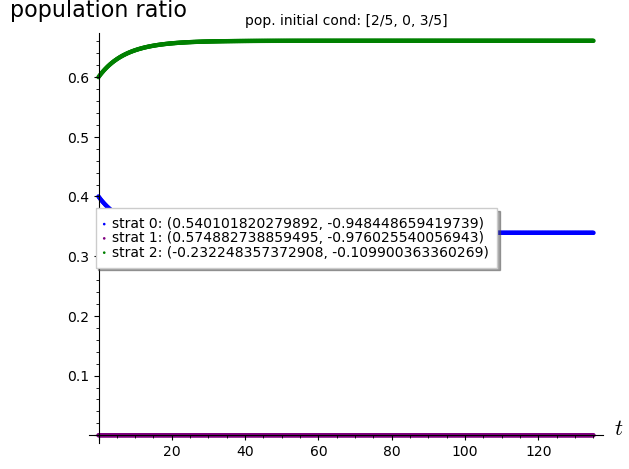 population ratio
pop. initial cond: [2/5, 0, 3/5]
0.6
0.5
0.4
strat 0: (0.540101820279892, -0.948448659419739)
strat 1: (0.574882738859495, -0.976025540056943)
strat 2: (-0.232248357372908, -0.109900363360269)
0.3
0.2
0.1
t
20 40 60 80 100 120